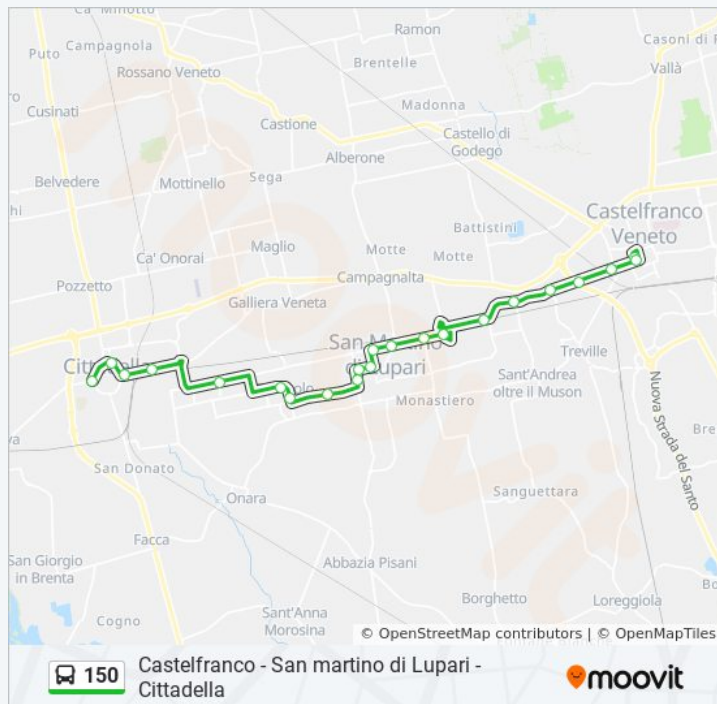 Ca' Minotto
Ramon
Casoni di F
Puto
Campagnola
Rossano Veneto
Brentelle
Vallà
Madonna
Cusinati
Castione
Castello di
Godego
Alberone
Belvedere
Sega
Mottinello
hi
Battistini
Castelfranco
Veneto
Maglio
Motte
Motte
Ca' Onorai
Pozzetto
Campagnalta
Galliera Veneta
San Martino
di Lupari
Treville
Sant'Andrea
oltre il Muson
Monastiero
Nuova Strada del Santo
Bre
va
San Donato
Onara
Sanguettara
Facca
San Giorgio
in Brenta
Abbazia Pisani
Bo
Cogno
Sant'Anna
Morosina
Borghetto
Loreggiola
© OpenStreetMap contributors | © OpenMapTiles
150
Castelfranco - San martino di Lupari -
Cittadella
moovit